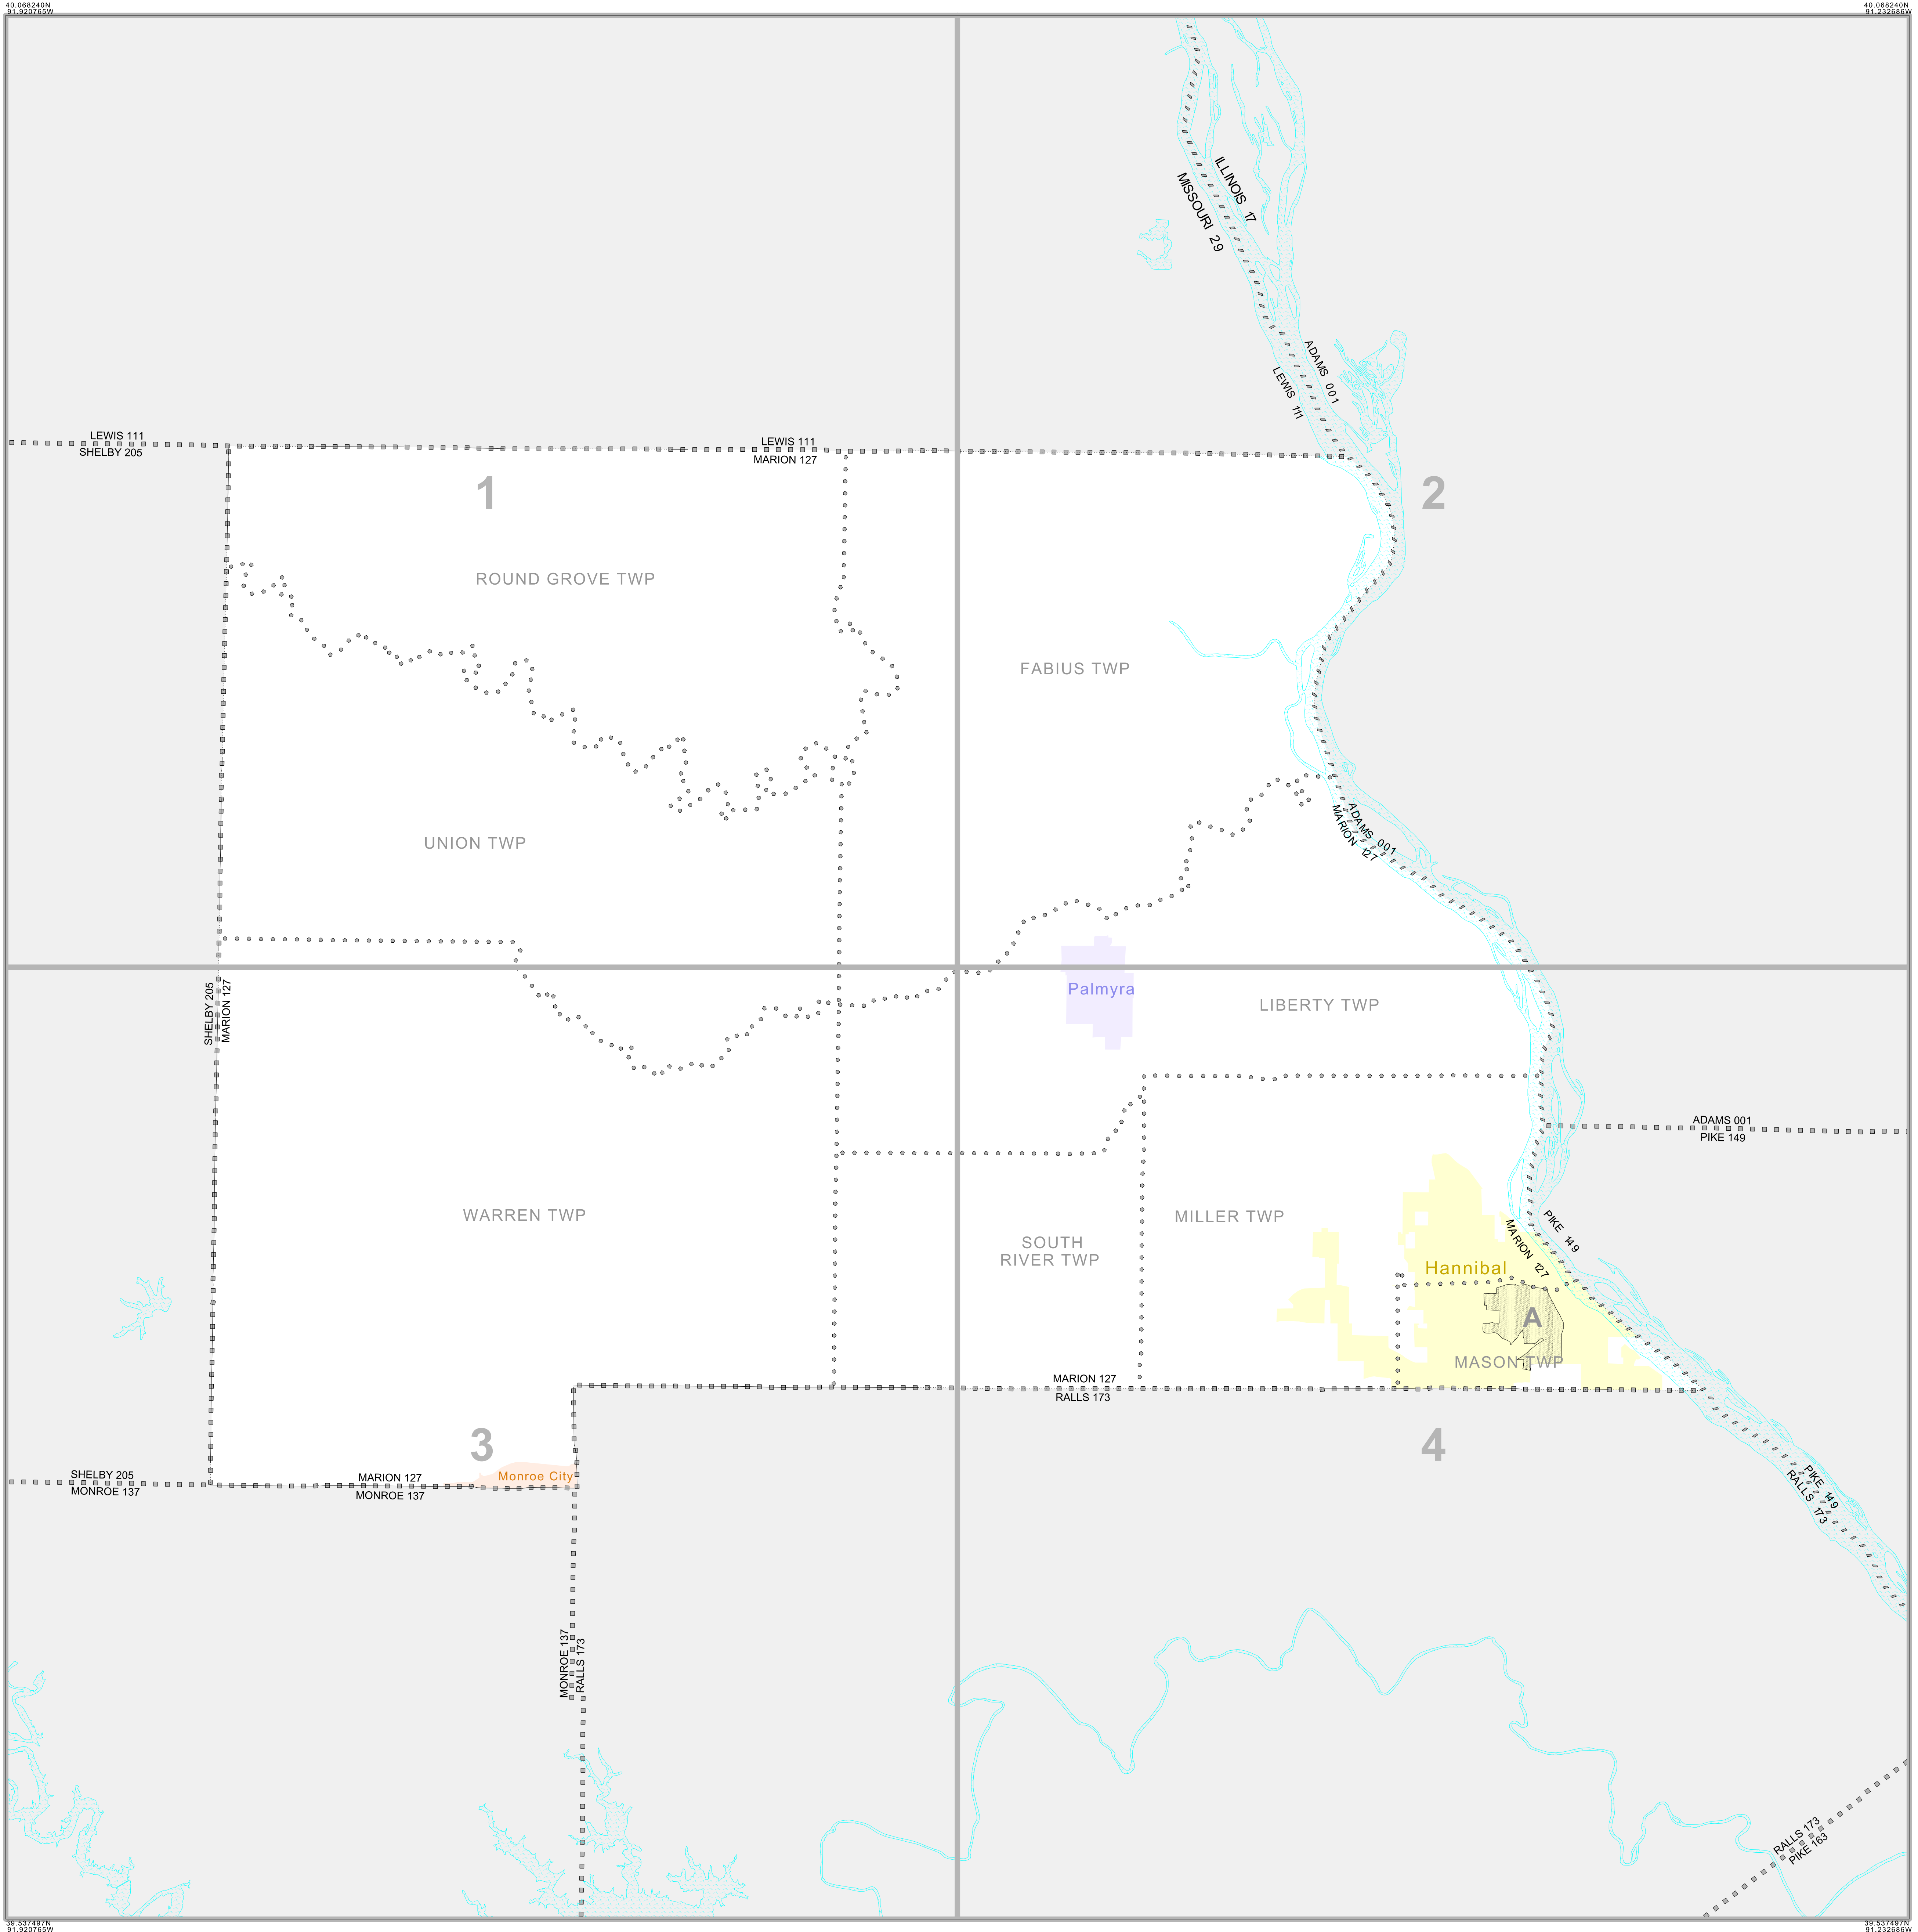 40.068240N
91.920765W
40.068240N
91.232686W
ILLINOIS 17
MISSOURI 29
ADAMS 001
LEWIS 111
LEWIS 111
SHELBY 205
LEWIS 111
MARION 127
1
2
ROUND GROVE TWP
FABIUS TWP
UNION TWP
ADAMS 001
MARION 127
SHELBY 205
MARION 127
Palmyra
LIBERTY TWP
ADAMS 001
PIKE 149
WARREN TWP
MILLER TWP
SOUTH
RIVER TWP
PIKE 149
MARION 127
Hannibal
A
MASON TWP
MARION 127
RALLS 173
3
4
SHELBY 205
MONROE 137
MARION 127
MONROE 137
Monroe City
PIKE 149
RALLS 173
MONROE 137
RALLS 173
RALLS 173
PIKE 163
39.537497N
91.920765W
39.537497N
91.232686W